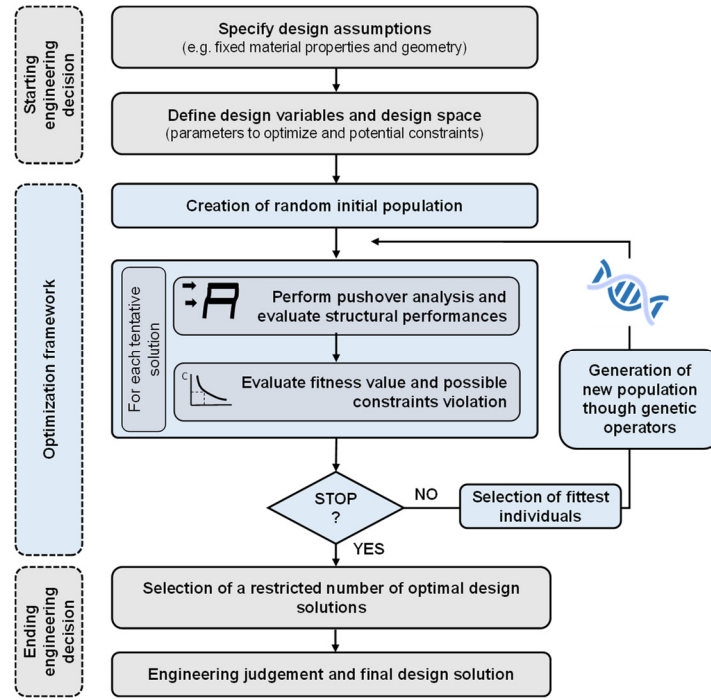 Starting
engineering
decision
Specify design assumptions
(e.g. fixed material properties and geometry)
Define design variables and design space
(parameters to optimize and potential constraints)
Optimization framework
Creation of random initial population
For each tentative
solution
Perform pushover analysis and
evaluate structural performances
C
Evaluate fitness value and possible
constraints violation
Generation of
new population
though genetic
operators
STOP
?
NO
Selection of fittest
individuals
YES
Ending
engineering
decision
Selection of a restricted number of optimal design
solutions
Engineering judgement and final design solution